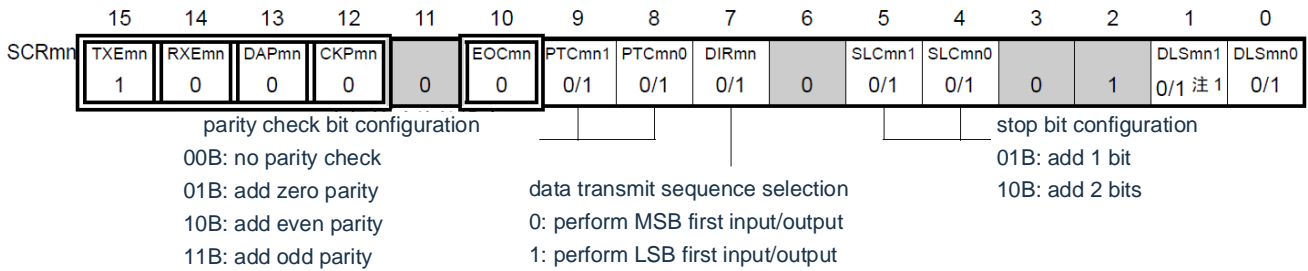 15 14 13 12 11 10 9 8 7 6 5 4 3 2 1 0
SCRmn TXEmn RXEmn DAPmn CKPmn EOCmn PTCmn1 PTCmn0 DIRmn SLCmn1 SLCmn0 DLSmn1 DLSmn0
1 0 0 0 0 0 0/1 0/1 0/1 0 0/1 0/1 0 1 0/1 注 1 0/1
parity check bit configuration
00B: no parity check
01B: add zero parity
10B: add even parity
11B: add odd parity
data transmit sequence selection
0: perform MSB first input/output
1: perform LSB first input/output
stop bit configuration
01B: add 1 bit
10B: add 2 bits